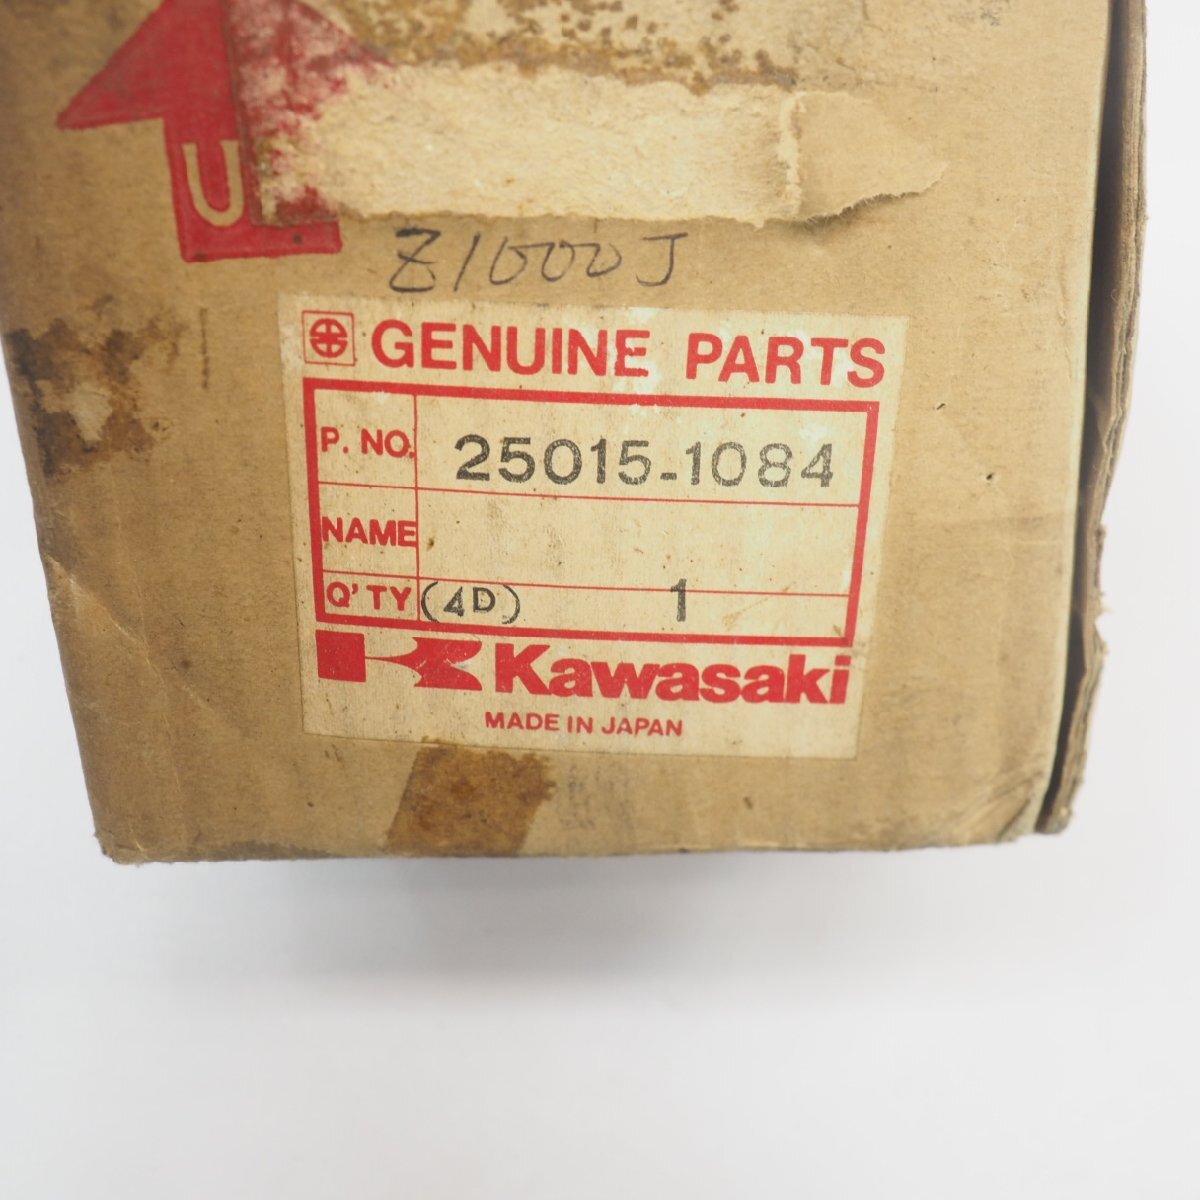 U
Z1000J
GENUINE PARTS
P. NO. 25015-1084
NAME
Q'TY (4D) 1
Kawasaki
MADE IN JAPAN